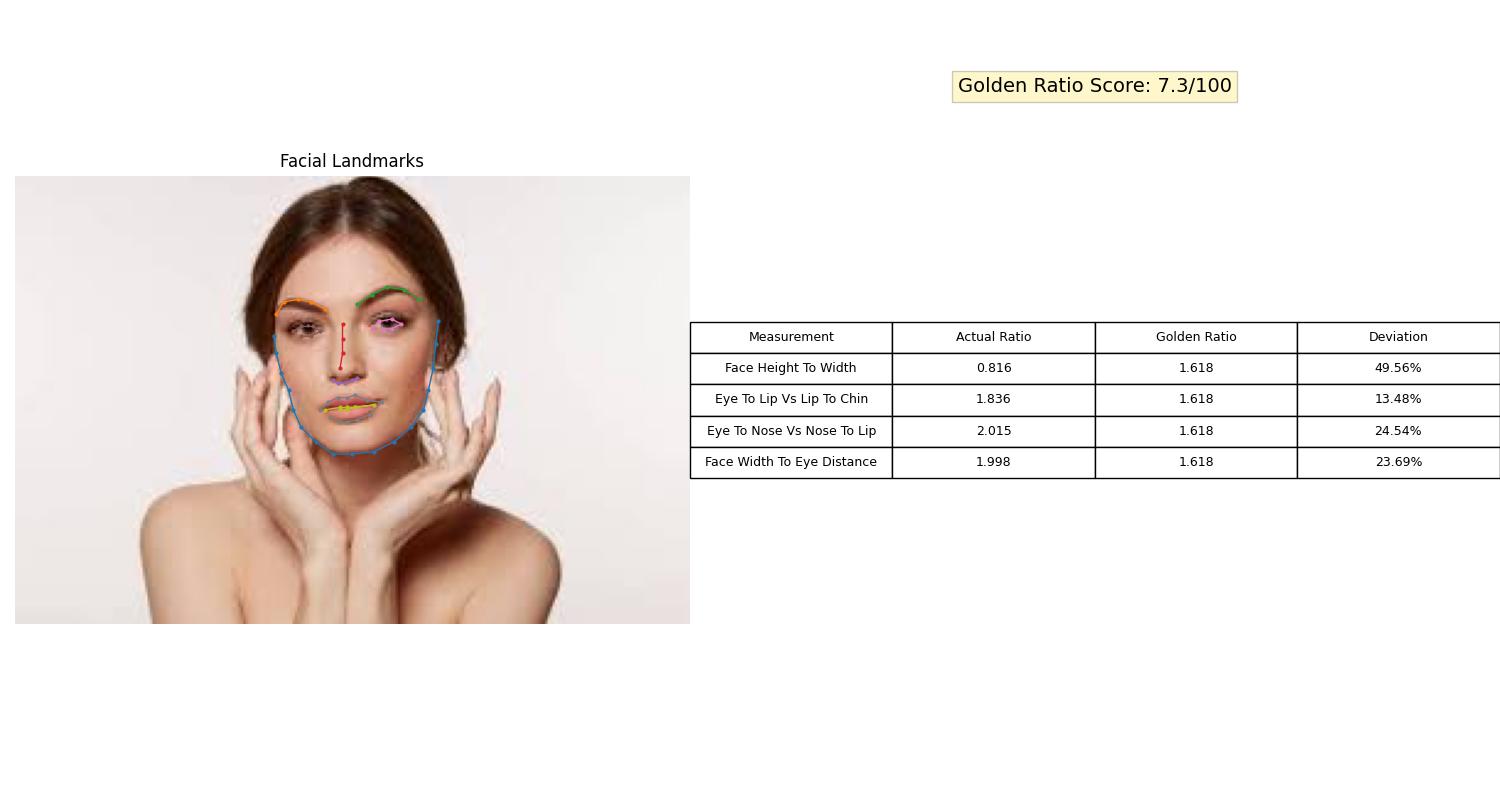 Golden Ratio Score: 7.3/100
Facial Landmarks
Measurement Actual Ratio Golden Ratio Deviation
Face Height To Width 0.816 1.618 49.56%
Eye To Lip Vs Lip To Chin 1.836 1.618 13.48%
Eye To Nose Vs Nose To Lip 2.015 1.618 24.54%
Face Width To Eye Distance 1.998 1.618 23.69%